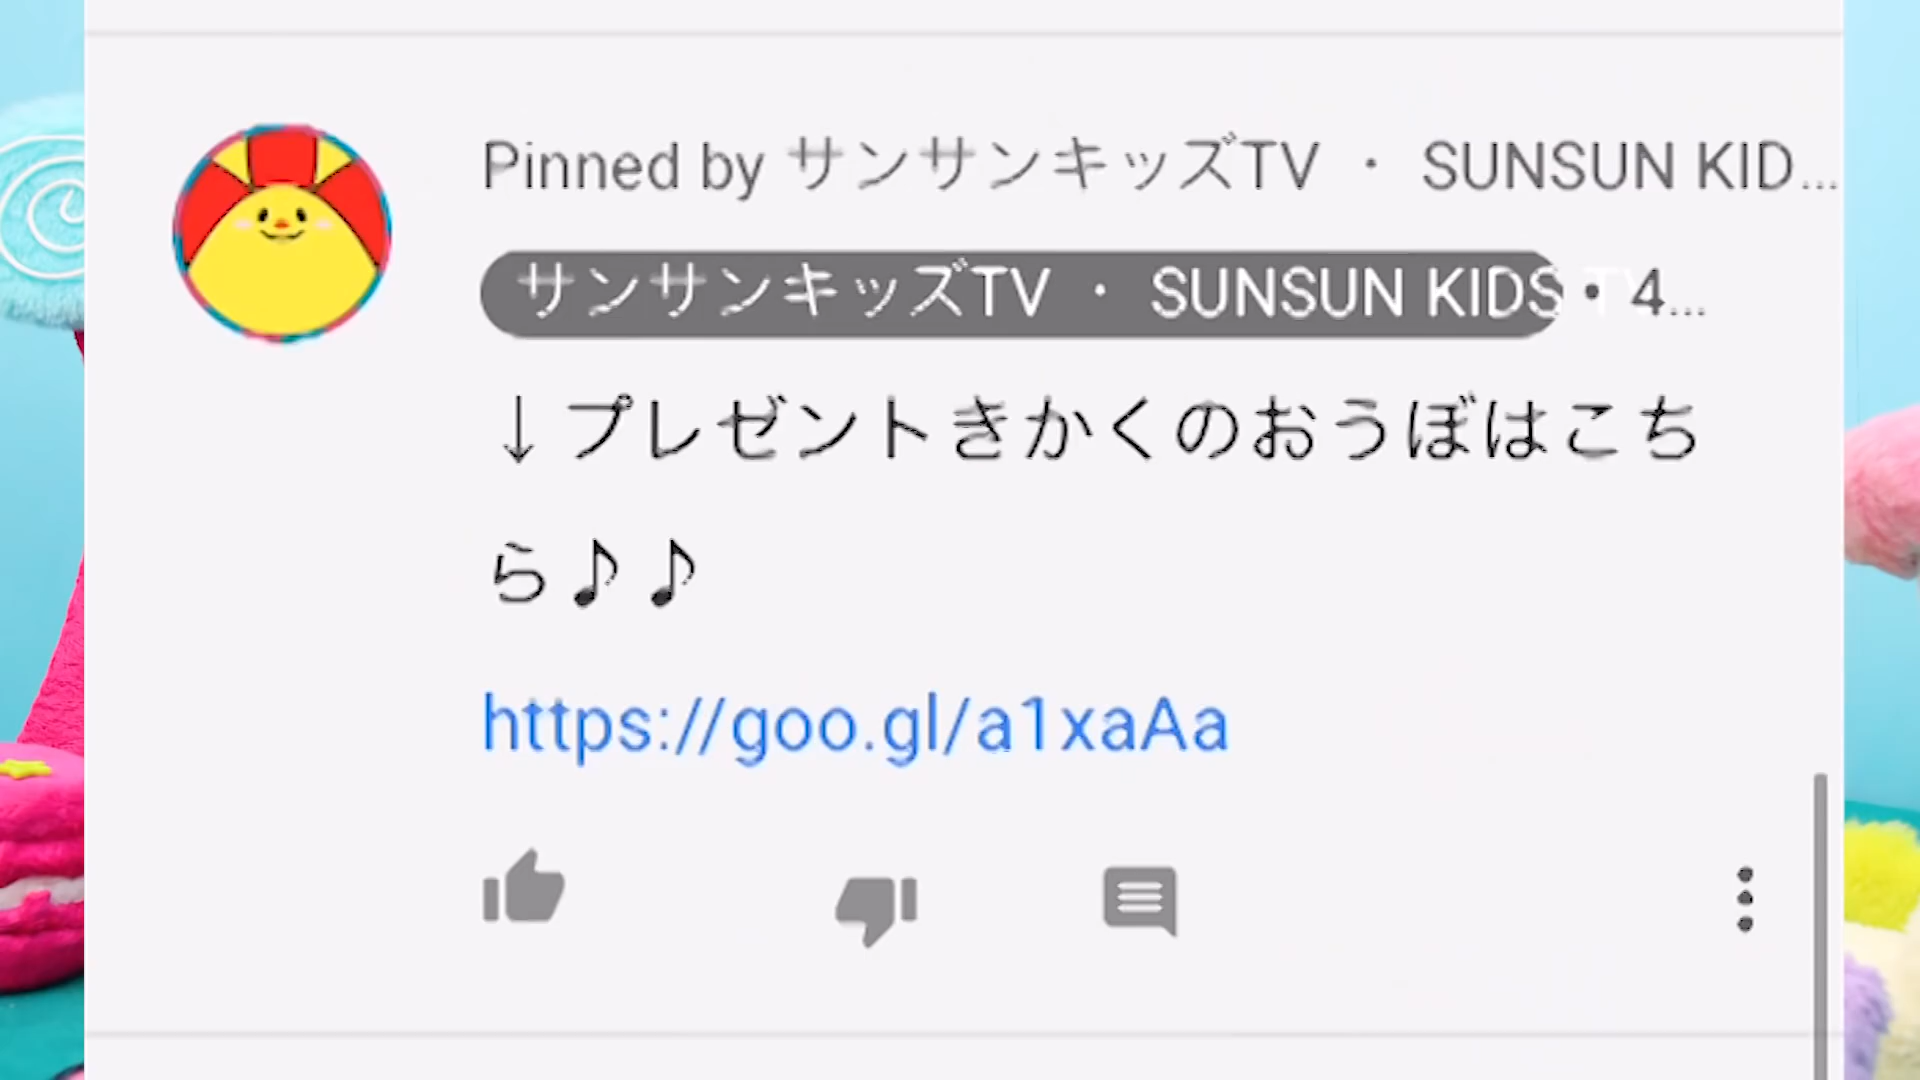 Pinned by サンサンキッズTV ・ SUNSUN KID...
サンサンキッズTV ・ SUNSUN KIDS TV • 4...
↓プレゼントきかくのおうぼはこち
ら♪♪
https://goo.gl/a1xaAa